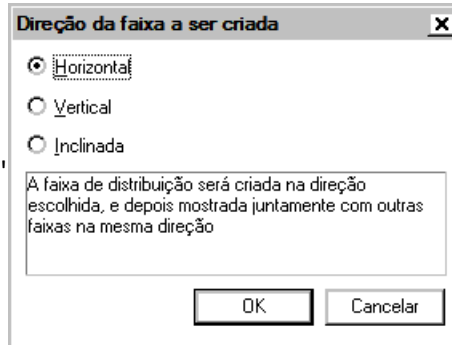 Direção da faixa a ser criada
Horizontal
Vertical
Inclinada
A faixa de distribuição será criada na direção
escolhida, e depois mostrada juntamente com outras
faixas na mesma direção
OK
Cancelar